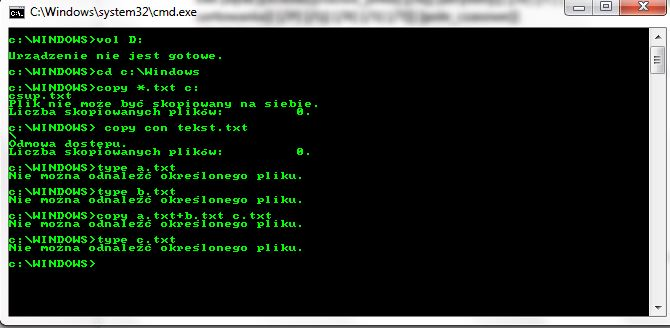 C:\Windows\system32\cmd.exe
c:\WINDOWS>vol D:
Urządzenie nie jest gotowe.
c:\WINDOWS>cd c:\Windows
c:\WINDOWS>copy *.txt c:
csup.txt
Plik nie może być skopiowany na siebie.
Liczba skopiowanych plików:         0.
c:\WINDOWS> copy con tekst.txt
\
Odmowa dostępu.
Liczba skopiowanych plików:         0.
c:\WINDOWS>type a.txt
Nie można odnaleźć określonego pliku.
c:\WINDOWS>type b.txt
Nie można odnaleźć określonego pliku.
c:\WINDOWS>copy a.txt+b.txt c.txt
Nie można odnaleźć określonego pliku.
c:\WINDOWS>type c.txt
Nie można odnaleźć określonego pliku.
c:\WINDOWS>